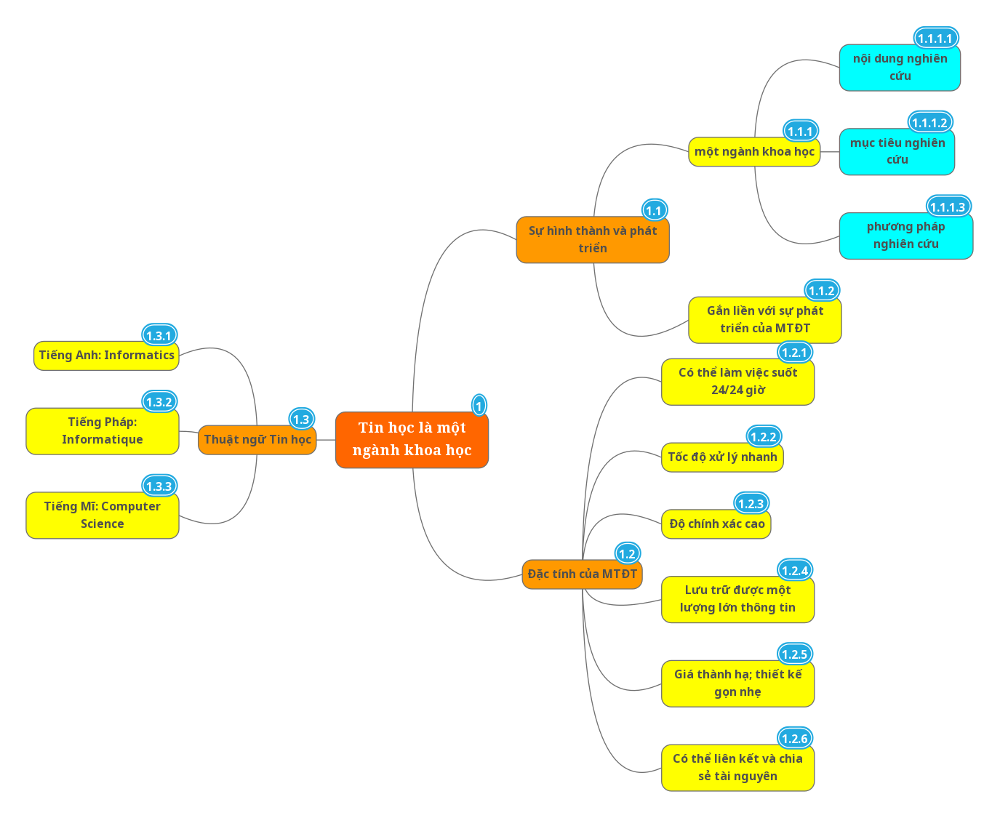 1
Tin học là một
ngành khoa học
1.1
Sự hình thành và phát
triển
1.1.1
một ngành khoa học
1.1.1.1
nội dung nghiên
cứu
1.1.1.2
mục tiêu nghiên
cứu
1.1.1.3
phương pháp
nghiên cứu
1.1.2
Gắn liền với sự phát
triển của MTĐT
1.2
Đặc tính của MTĐT
1.2.1
Có thể làm việc suốt
24/24 giờ
1.2.2
Tốc độ xử lý nhanh
1.2.3
Độ chính xác cao
1.2.4
Lưu trữ được một
lượng lớn thông tin
1.2.5
Giá thành hạ; thiết kế
gọn nhẹ
1.2.6
Có thể liên kết và chia
sẻ tài nguyên
1.3
Thuật ngữ Tin học
1.3.1
Tiếng Anh: Informatics
1.3.2
Tiếng Pháp:
Informatique
1.3.3
Tiếng Mĩ: Computer
Science